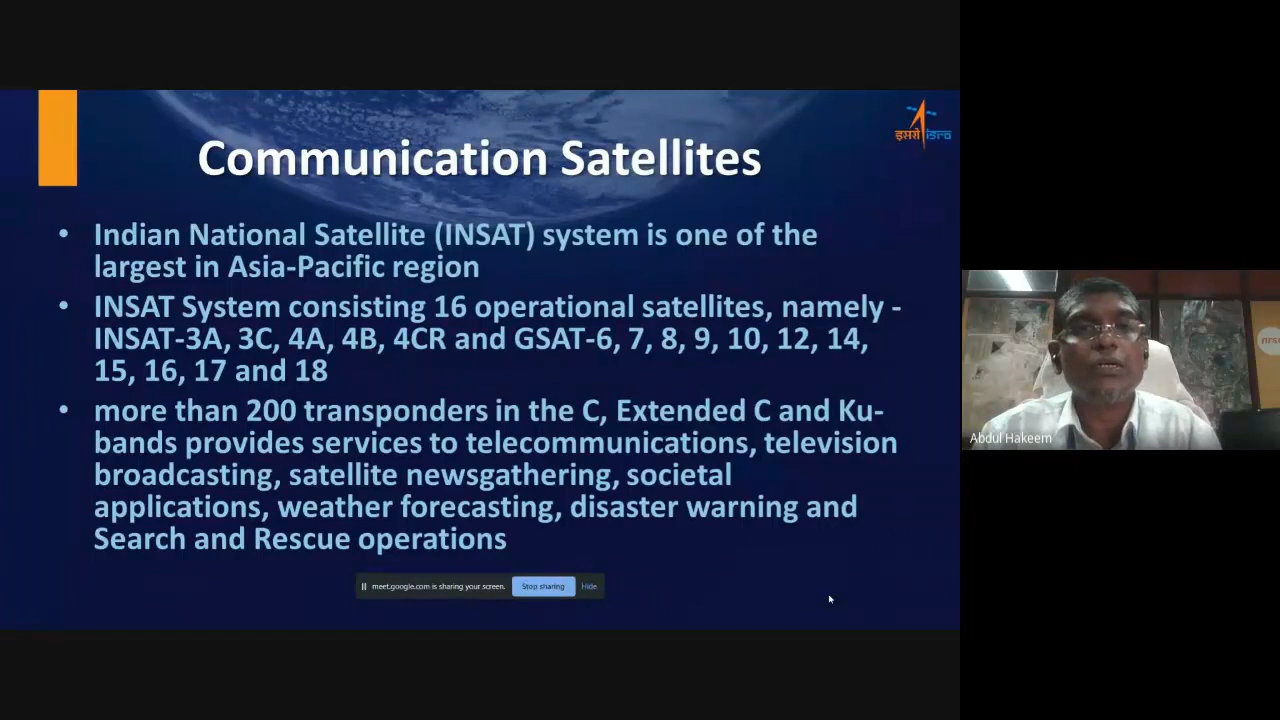 इसरो isro
Communication Satellites
• Indian National Satellite (INSAT) system is one of the
largest in Asia-Pacific region
• INSAT System consisting 16 operational satellites, namely -
INSAT-3A, 3C, 4A, 4B, 4CR and GSAT-6, 7, 8, 9, 10, 12, 14,
15, 16, 17 and 18
• more than 200 transponders in the C, Extended C and Ku-
bands provides services to telecommunications, television
broadcasting, satellite newsgathering, societal
applications, weather forecasting, disaster warning and
Search and Rescue operations
meet.google.com is sharing your screen. Stop sharing Hide
nrsc
Abdul Hakeem